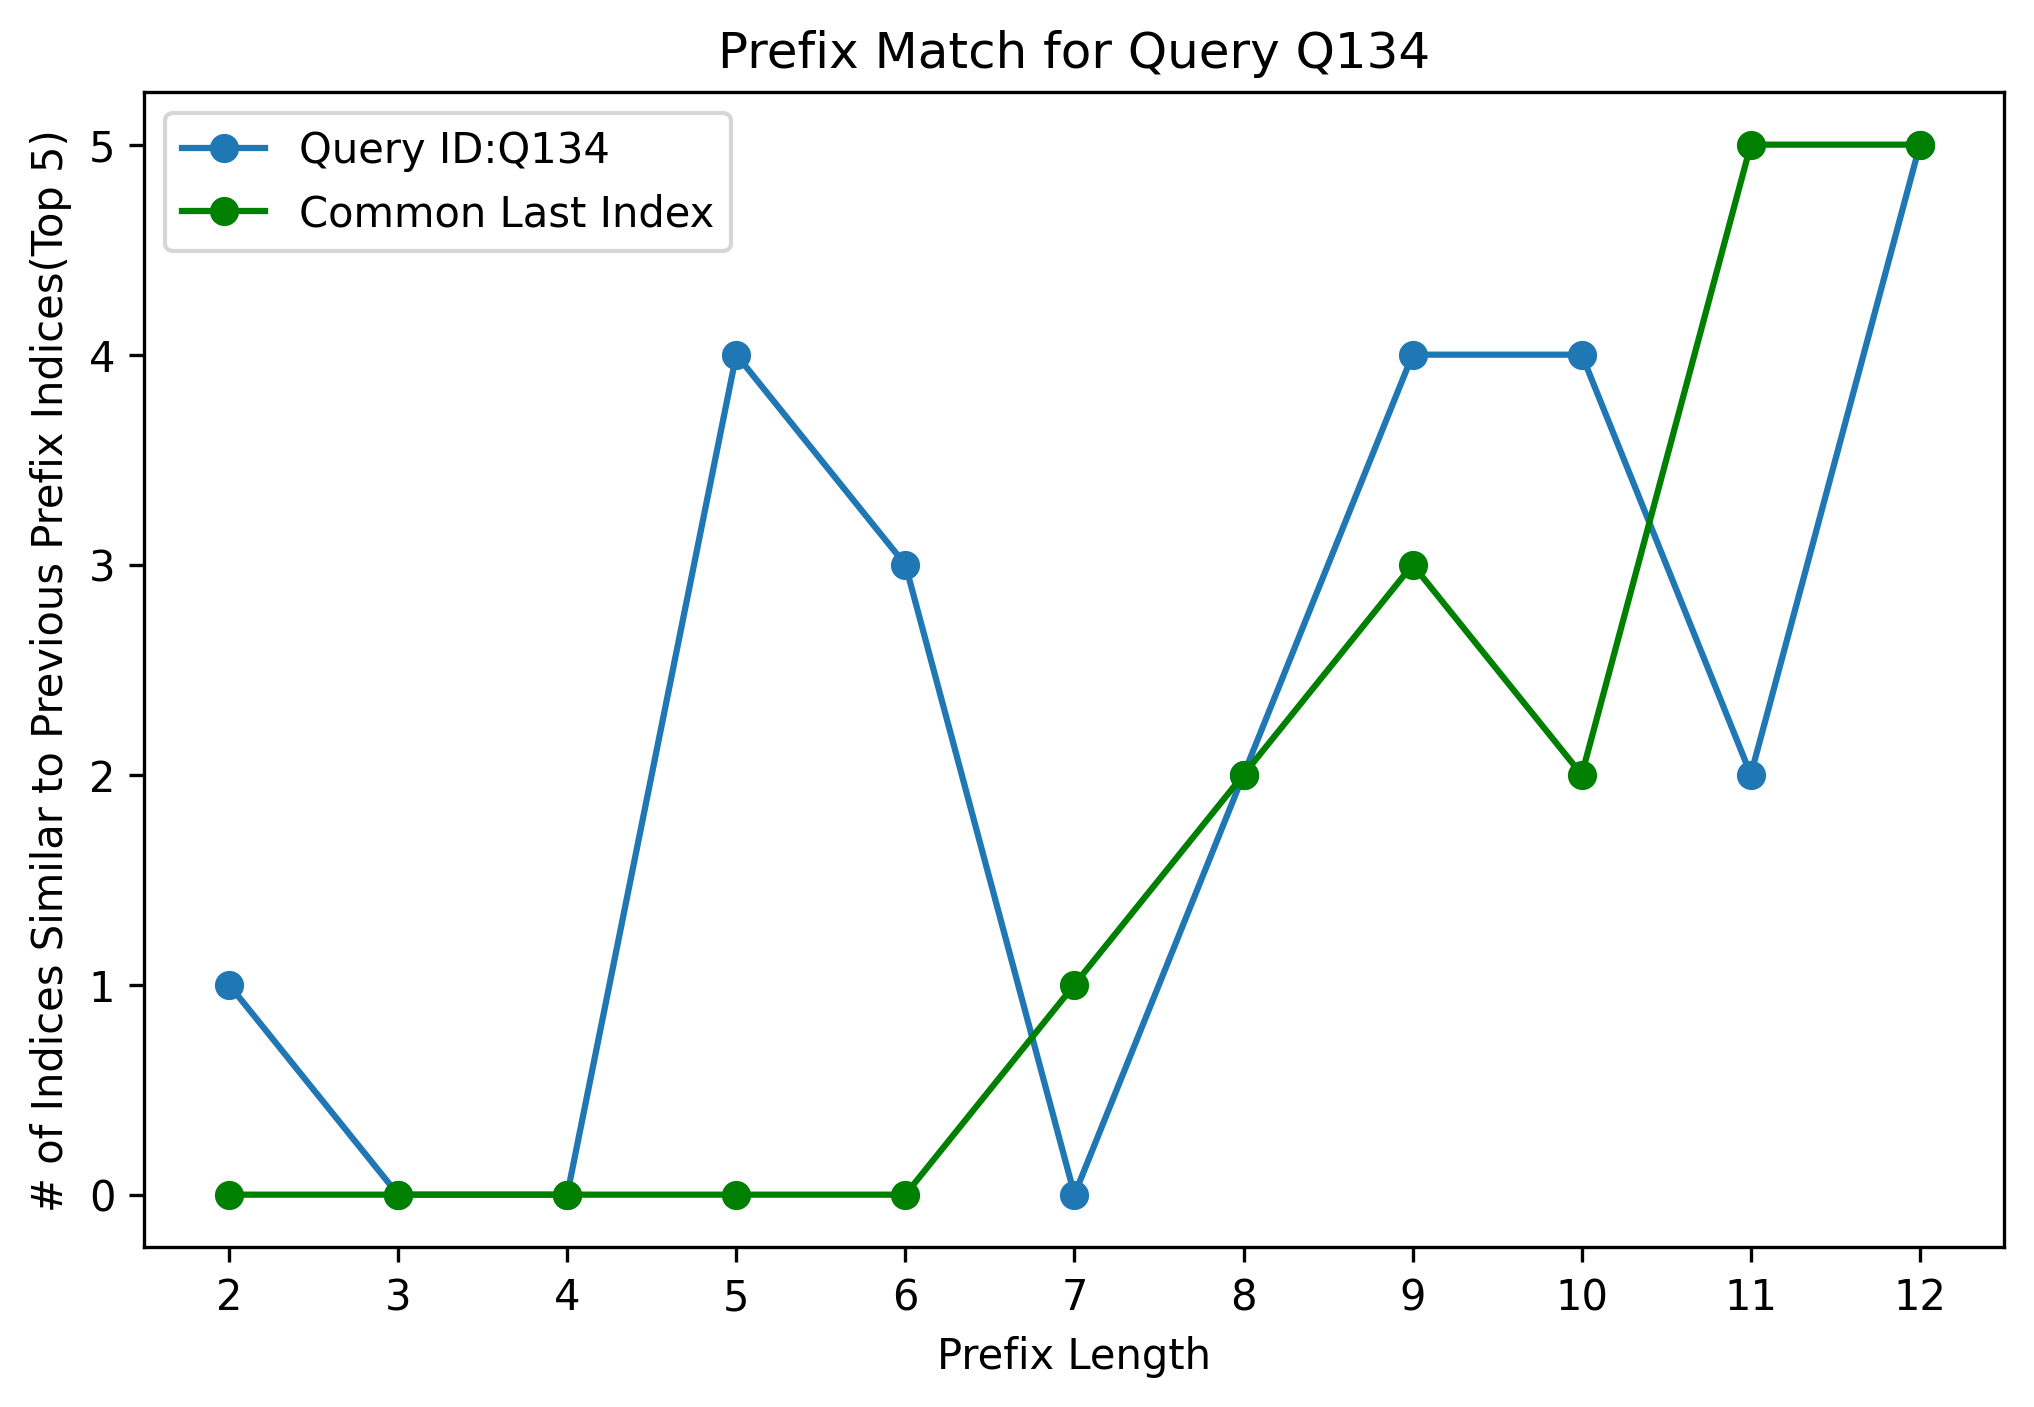 Prefix Match for Query Q134
Query ID:Q134
Common Last Index
# of Indices Similar to Previous Prefix Indices(Top 5)
5
4
3
2
1
0
2 3 4 5 6 7 8 9 10 11 12
Prefix Length